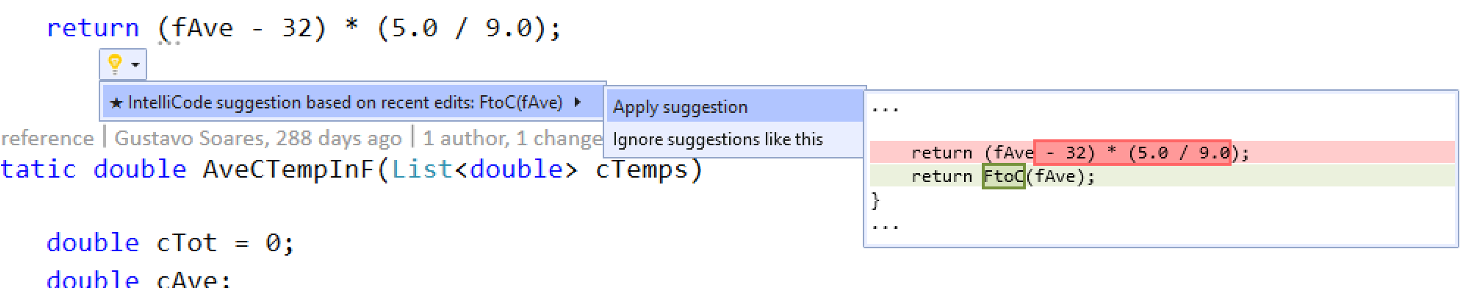 return (fAve - 32) * (5.0 / 9.0);
★ IntelliCode suggestion based on recent edits: FtoC(fAve)
Apply suggestion
Ignore suggestions like this
...
return (fAve - 32) * (5.0 / 9.0);
return FtoC(fAve);
}
...
reference | Gustavo Soares, 288 days ago | 1 author, 1 change
tatic double AveCTempInF(List<double> cTemps)
double cTot = 0;
double cAve;